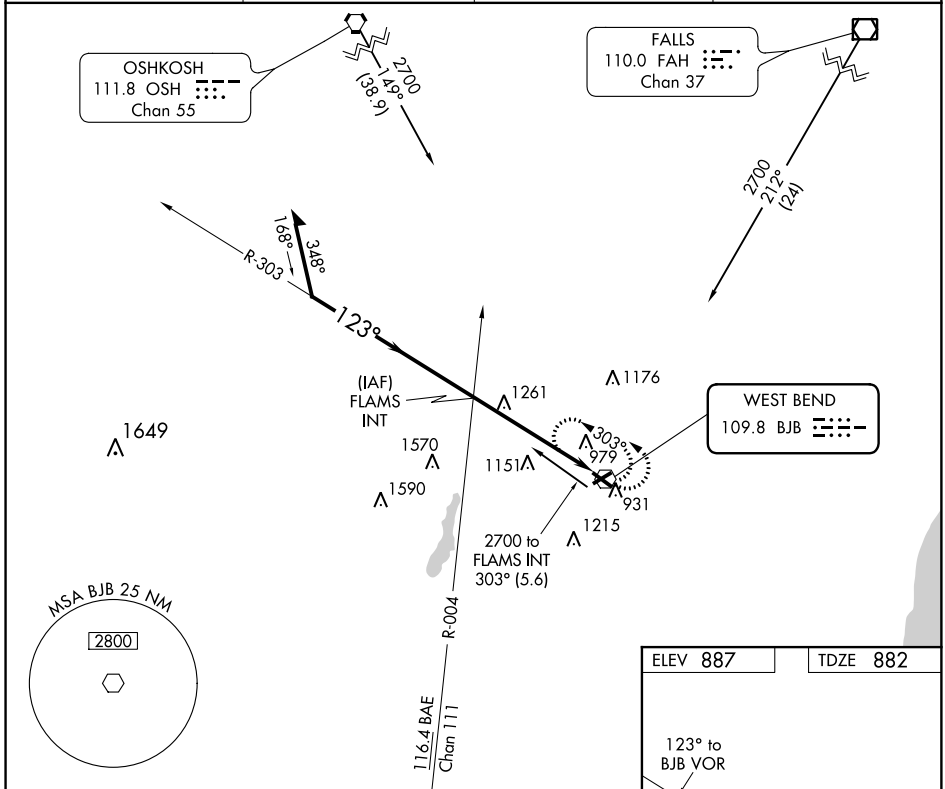 OSHKOSH
111.8 OSH
Chan 55
2700
149°
(38.9)
FALLS
110.0 FAH
Chan 37
2700
212°
(24)
R-303
168°
348°
123°
(IAF)
FLAMS
INT
1261
1176
WEST BEND
109.8 BJB
1649
1570
1590
1151
303°
979
931
1215
2700 to
FLAMS INT
303° (5.6)
R-004
116.4 BAE
Chan 111
MSA BJB 25 NM
2800
ELEV 887
TDZE 882
123° to
BJB VOR